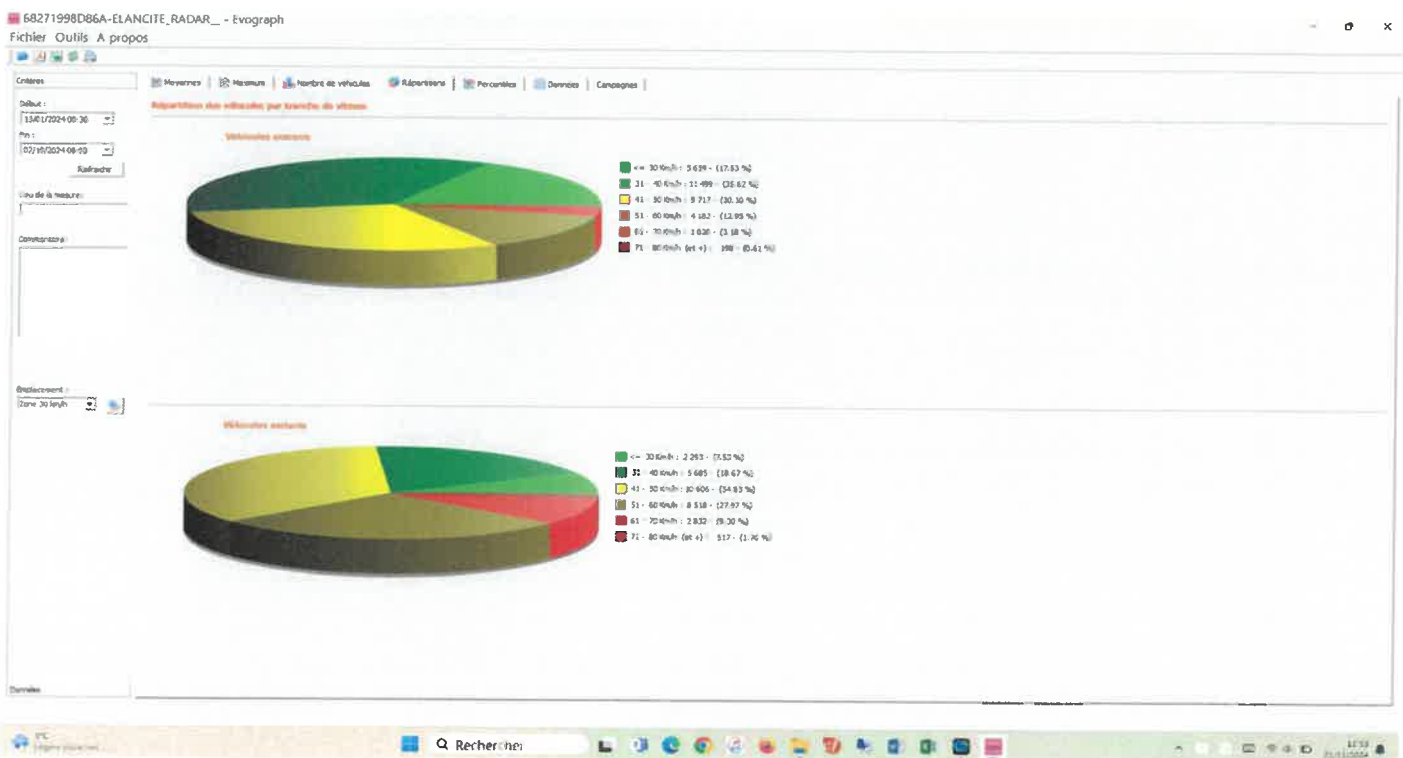 68271998D86A-ELANCITE_RADAR__ - Evograph
Fichier Outils A propos
Critères
Moyennes Maximum Nombre de véhicules Répartitions Percentiles Données Campagnes
Début :
Répartition des véhicules par tranche de vitesse
Fin :
Véhicules entrants
Rafraichir
<= 30 Km/h : 5 659 - (17.53 %)
Lieu de la mesure :
31 - 40 Km/h : 11 499 - (35.62 %)
41 - 50 Km/h : 9 717 - (30.10 %)
51 - 60 Km/h : 4 182 - (12.95 %)
Commentaire :
61 - 70 Km/h : (3.18 %)
71 - 80 Km/h (et +) : 198 - (0.61 %)
Emplacement :
Zone 30 km/h
Véhicules sortants
<= 30 Km/h : 2 293 - (7.53 %)
31 - 40 Km/h : 5 685 - (18.67 %)
41 - 50 Km/h : 10 606 - (34.83 %)
51 - 60 Km/h : 8 518 - (27.97 %)
61 - 70 Km/h : 2 832 - (9.30 %)
71 - 80 Km/h (et +) : 517 - (1.70 %)
Données
Rechercher